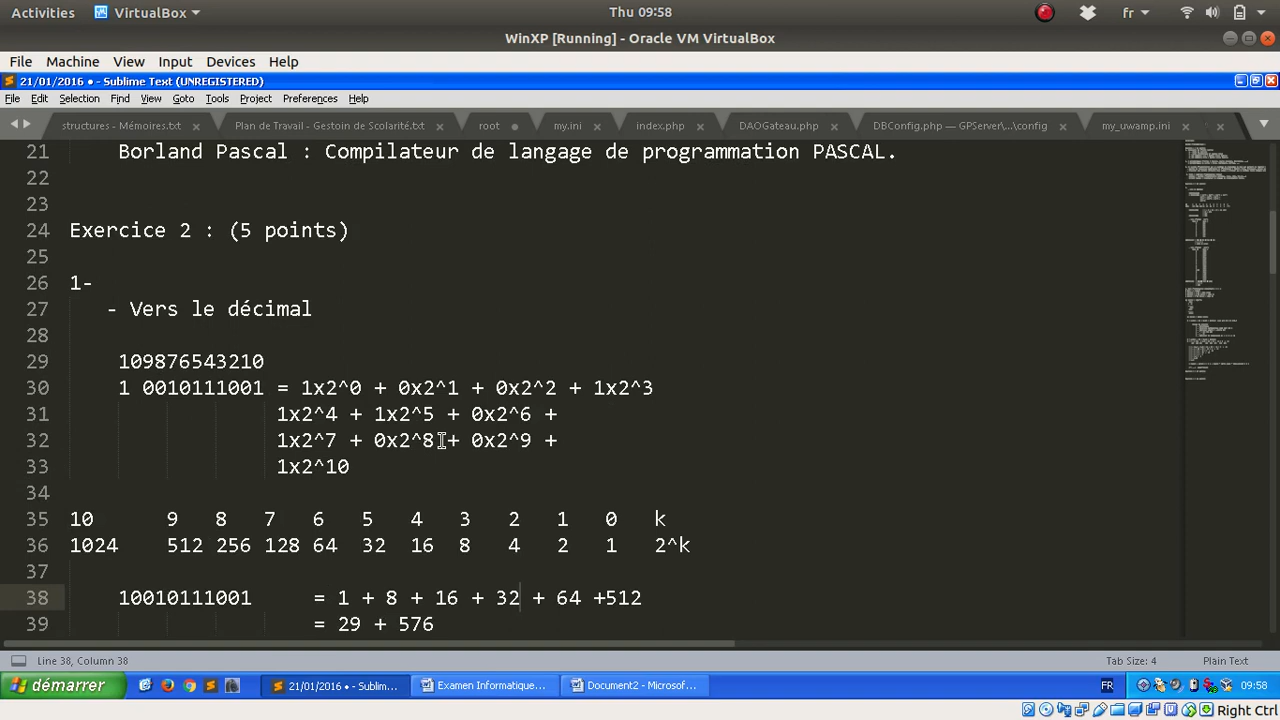 Activities VirtualBox Thu 09:58 fr
WinXP [Running] - Oracle VM VirtualBox
File Machine View Input Devices Help
21/01/2016 • - Sublime Text (UNREGISTERED)
File Edit Selection Find View Goto Tools Project Preferences Help
structures - Mémoires.txt Plan de Travail - Gestoin de Scolarité.txt root my.ini index.php DAOGateau.php DBConfig.php — GPServer\...\config my_uwamp.ini
21 Borland Pascal : Compilateur de langage de programmation PASCAL.
22
23
24 Exercice 2 : (5 points)
25
26 1-
27 - Vers le décimal
28
29 109876543210
30 1 0010111001 = 1x2^0 + 0x2^1 + 0x2^2 + 1x2^3
31 1x2^4 + 1x2^5 + 0x2^6 +
32 1x2^7 + 0x2^8 + 0x2^9 +
33 1x2^10
34
35 10 9 8 7 6 5 4 3 2 1 0 k
36 1024 512 256 128 64 32 16 8 4 2 1 2^k
37
38 10010111001 = 1 + 8 + 16 + 32 + 64 +512
39 = 29 + 576
Line 38, Column 38 Tab Size: 4 Plain Text
démarrer 21/01/2016 • - Sublim... Examen Informatique... Document2 - Microsof... FR 09:58
Right Ctrl